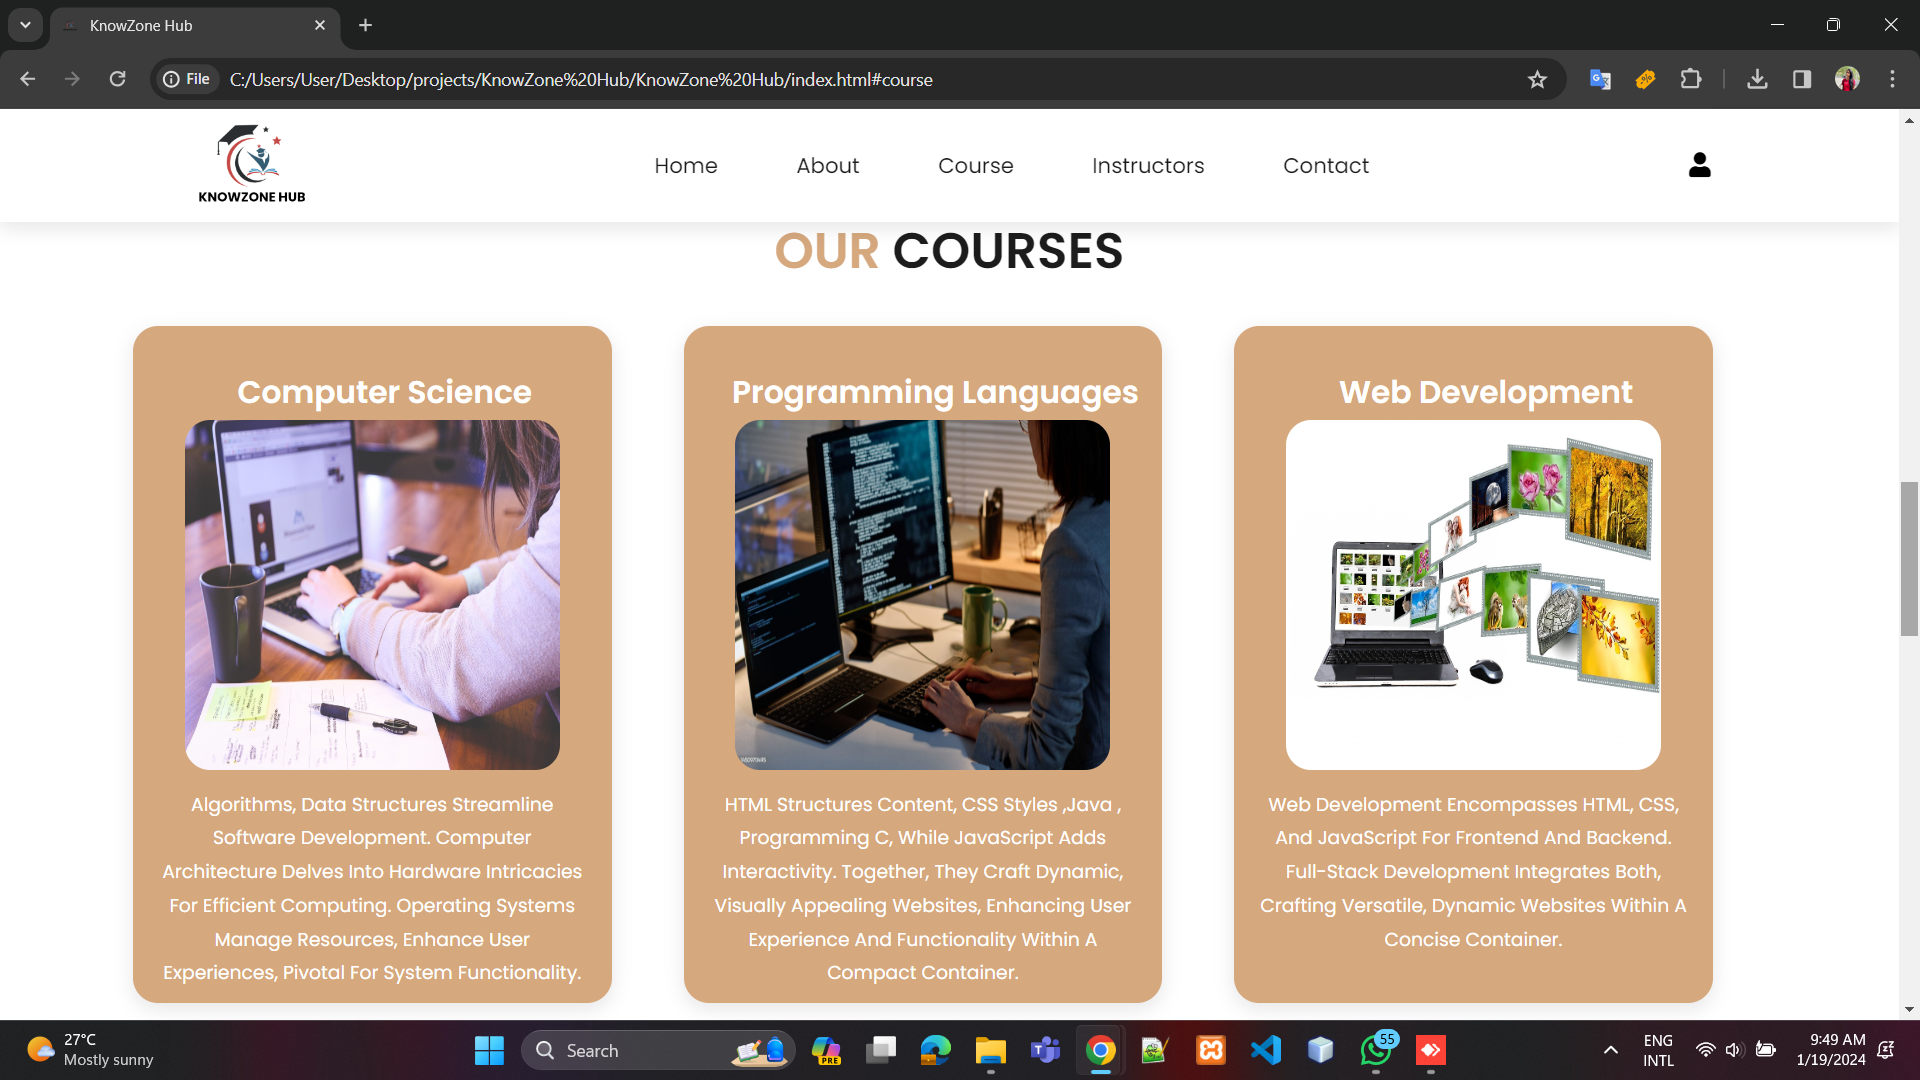 KnowZone Hub
File
C:/Users/User/Desktop/projects/KnowZone%20Hub/KnowZone%20Hub/index.html#course
KNOWZONE HUB
Home
About
Course
Instructors
Contact
OUR COURSES
Computer Science
Algorithms, Data Structures Streamline
Software Development. Computer
Architecture Delves Into Hardware Intricacies
For Efficient Computing. Operating Systems
Manage Resources, Enhance User
Experiences, Pivotal For System Functionality.
Programming Languages
HTML Structures Content, CSS Styles ,Java ,
Programming C, While JavaScript Adds
Interactivity. Together, They Craft Dynamic,
Visually Appealing Websites, Enhancing User
Experience And Functionality Within A
Compact Container.
Web Development
Web Development Encompasses HTML, CSS,
And JavaScript For Frontend And Backend.
Full-Stack Development Integrates Both,
Crafting Versatile, Dynamic Websites Within A
Concise Container.
27°C
Mostly sunny
Search
PRE
55
ENG
INTL
9:49 AM
1/19/2024